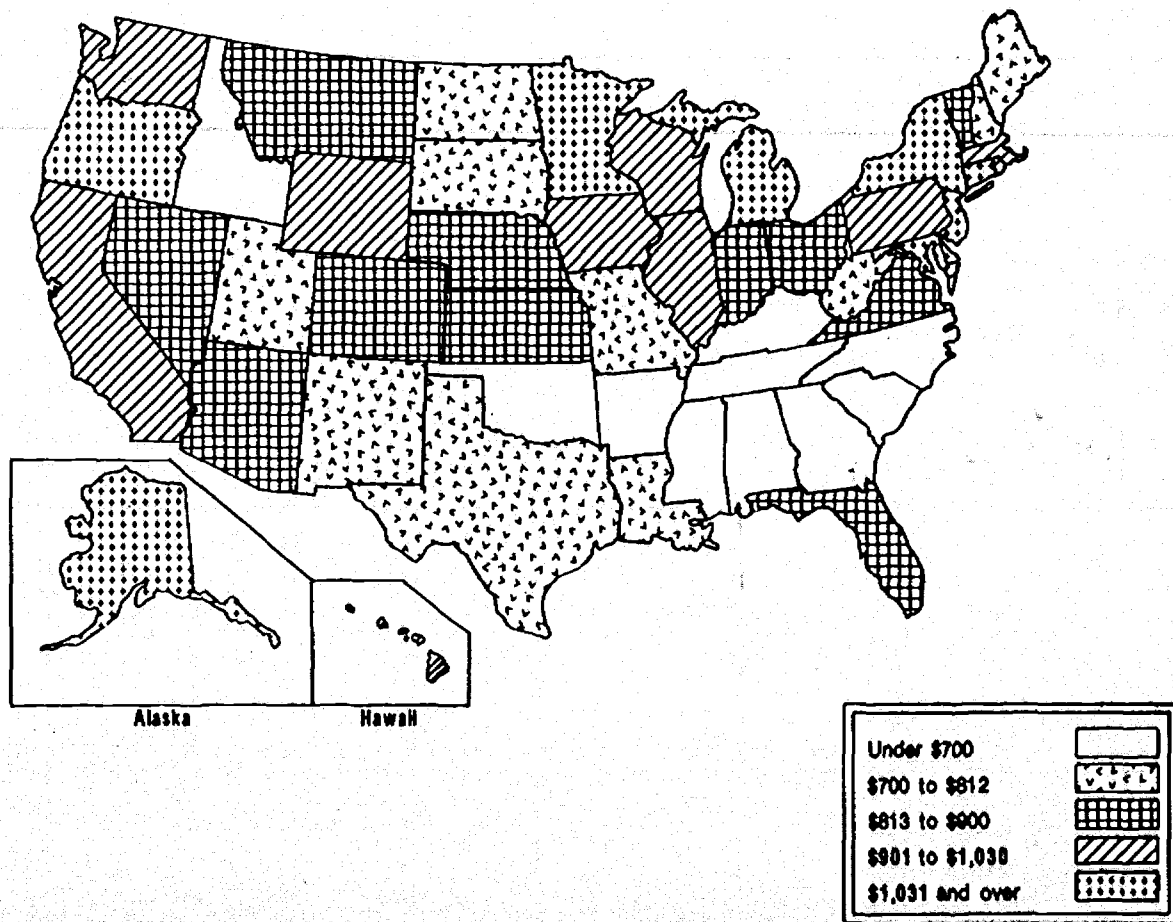 Alaska
Hawaii
Under $700
$700 to $812
$813 to $900
$901 to $1,030
$1,031 and over